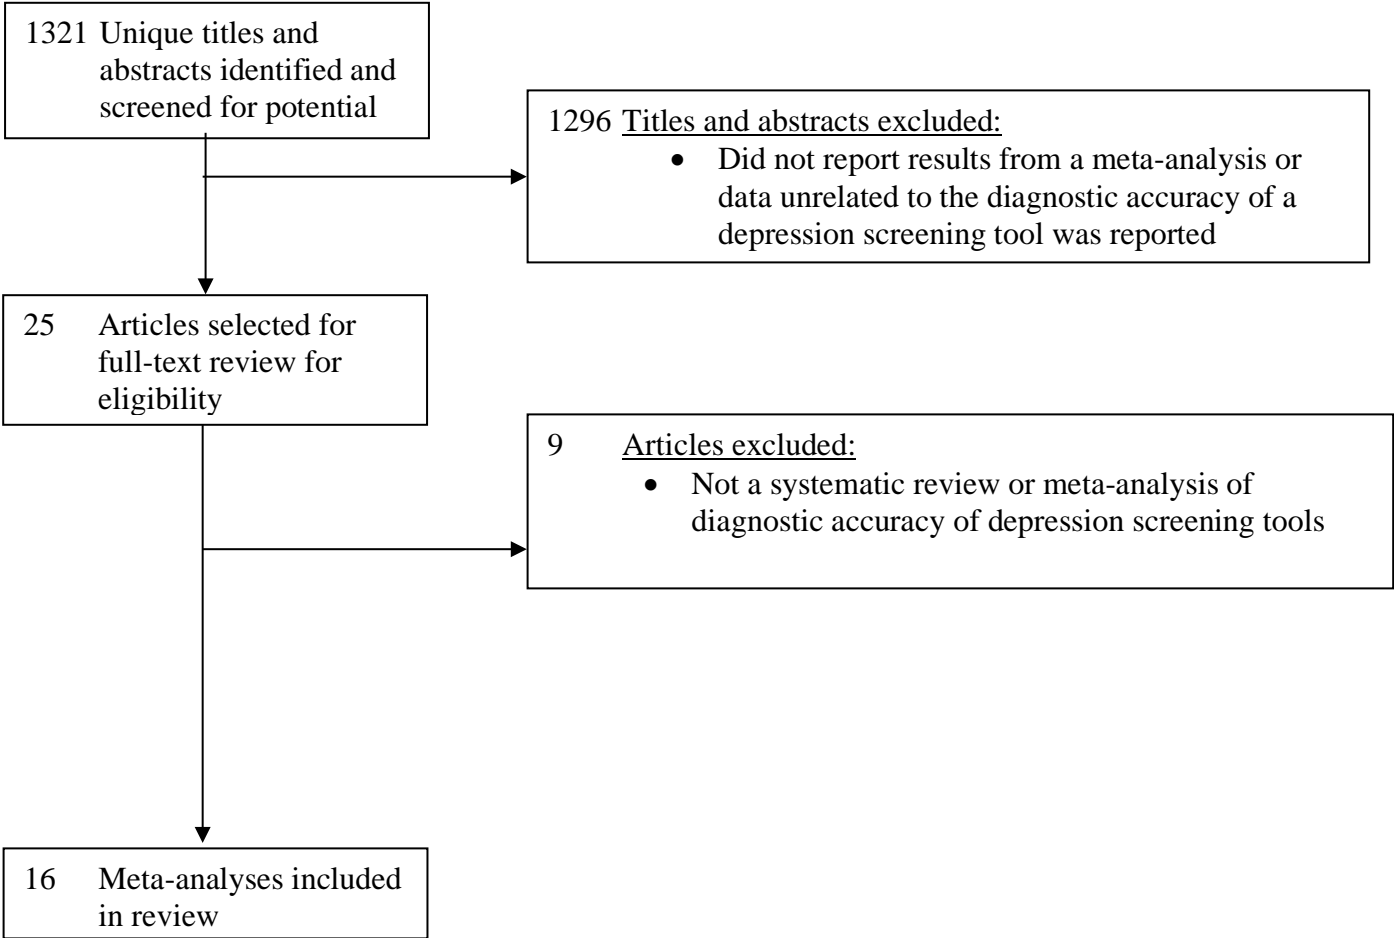 1321 Unique titles and
abstracts identified and
screened for potential
1296 Titles and abstracts excluded:
• Did not report results from a meta-analysis or
data unrelated to the diagnostic accuracy of a
depression screening tool was reported
25 Articles selected for
full-text review for
eligibility
9 Articles excluded:
• Not a systematic review or meta-analysis of
diagnostic accuracy of depression screening tools
16 Meta-analyses included
in review